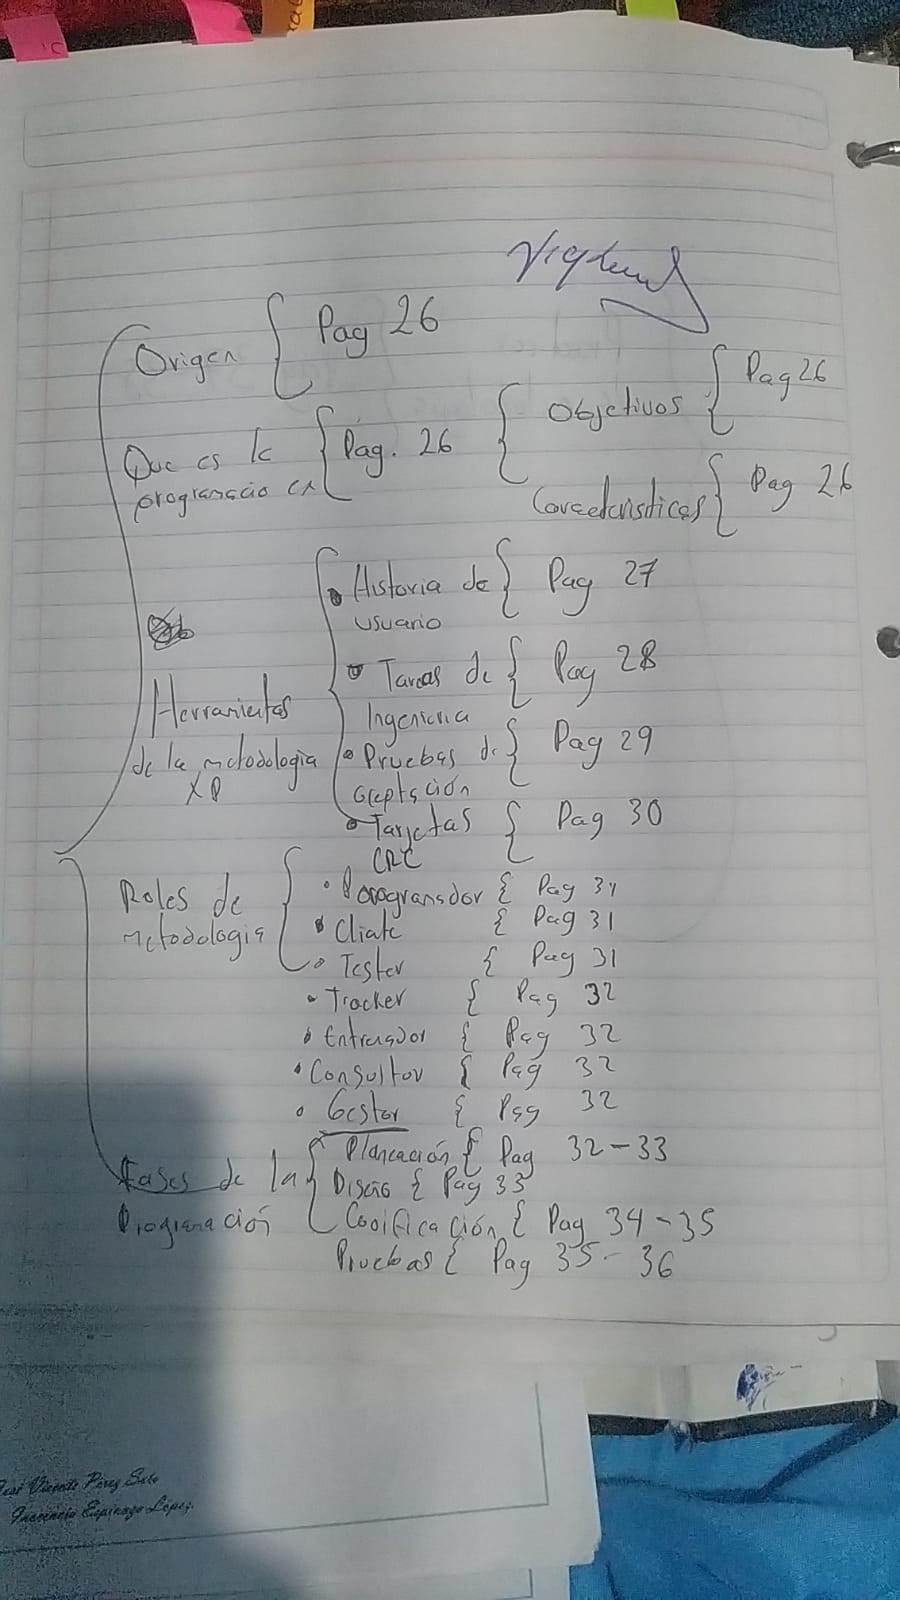 Origen { Pag 26
Que es la programacio en { Pág. 26 { Objetivos { Pag 26
Caracteristicas { Pag 26
Herramientas
de la metodologia
XP
• Historia de { Pag 27
usuario
• Tareas de { Pag 28
Ingenieria
• Pruebas de { Pag 29
aceptación
• Tarjetas { Pag 30
CRC
Roles de
metodologia
• Programador { Pag 31
• Cliente { Pag 31
• Tester { Pag 31
• Tracker { Pag 32
• Entrenador { Pag 32
• Consultor { Pag 32
• Gestor { Pag 32
Fases de la
Programación
Planeación { Pag 32-33
Diseño { Pag 33
Codificación { Pag 34-35
Pruebas { Pag 35-36
José Vicente Pérez Soto
Inocencio Espinoza López.